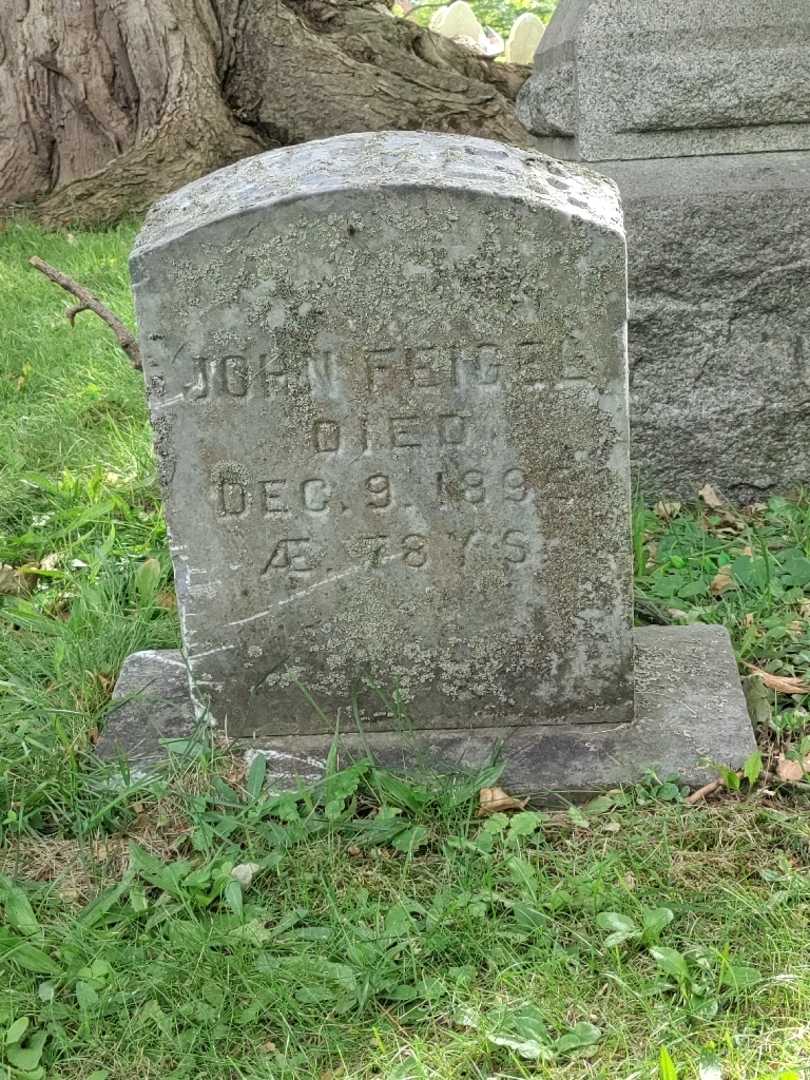 JOHN FEIGEL
DIED
DEC. 9.
Æ. 78 Y'S.